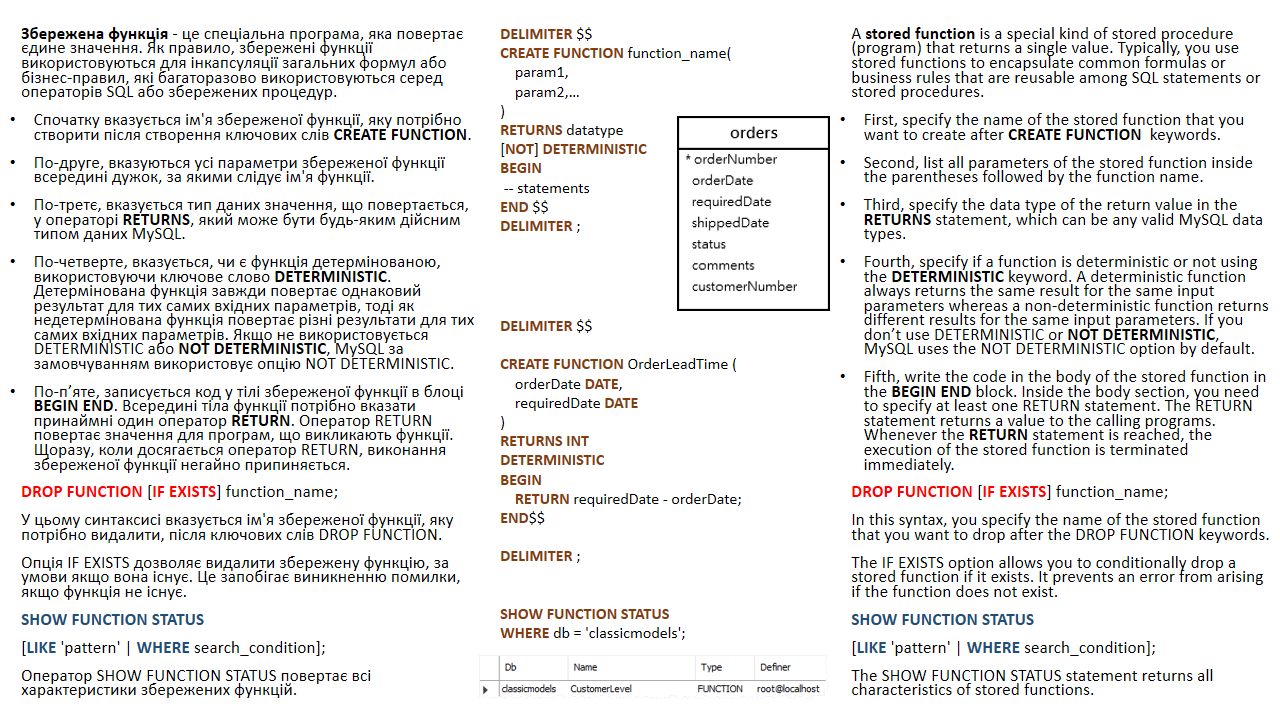 Збережена функція - це спеціальна програма, яка повертає
єдине значення. Як правило, збережені функції
використовуються для інкапсуляції загальних формул або
бізнес-правил, які багаторазово використовуються серед
операторів SQL або збережених процедур.
• Спочатку вказується ім'я збереженої функції, яку потрібно
створити після створення ключових слів CREATE FUNCTION.
• По-друге, вказуються усі параметри збереженої функції
всередині дужок, за якими слідує ім'я функції.
• По-третє, вказується тип даних значення, що повертається,
у операторі RETURNS, який може бути будь-яким дійсним
типом даних MySQL.
• По-четверте, вказується, чи є функція детермінованою,
використовуючи ключове слово DETERMINISTIC.
Детермінована функція завжди повертає однаковий
результат для тих самих вхідних параметрів, тоді як
недетермінована функція повертає різні результати для тих
самих вхідних параметрів. Якщо не використовується
DETERMINISTIC або NOT DETERMINISTIC, MySQL за
замовчуванням використовує опцію NOT DETERMINISTIC.
• По-п’яте, записується код у тілі збереженої функції в блоці
BEGIN END. Всередині тіла функції потрібно вказати
принаймні один оператор RETURN. Оператор RETURN
повертає значення для програм, що викликають функції.
Щоразу, коли досягається оператор RETURN, виконання
збереженої функції негайно припиняється.
DROP FUNCTION [IF EXISTS] function_name;
У цьому синтаксисі вказується ім'я збереженої функції, яку
потрібно видалити, після ключових слів DROP FUNCTION.
Опція IF EXISTS дозволяє видалити збережену функцію, за
умови якщо вона існує. Це запобігає виникненню помилки,
якщо функція не існує.
SHOW FUNCTION STATUS
[LIKE 'pattern' | WHERE search_condition];
Оператор SHOW FUNCTION STATUS повертає всі
характеристики збережених функцій.
DELIMITER $$
CREATE FUNCTION function_name(
param1,
param2,…
)
RETURNS datatype
[NOT] DETERMINISTIC
BEGIN
-- statements
END $$
DELIMITER ;
orders
* orderNumber
orderDate
requiredDate
shippedDate
status
comments
customerNumber
DELIMITER $$
CREATE FUNCTION OrderLeadTime (
orderDate DATE,
requiredDate DATE
)
RETURNS INT
DETERMINISTIC
BEGIN
RETURN requiredDate - orderDate;
END$$
DELIMITER ;
SHOW FUNCTION STATUS
WHERE db = 'classicmodels';
Db Name Type Definer
classicmodels CustomerLevel FUNCTION root@localhost
A stored function is a special kind of stored procedure
(program) that returns a single value. Typically, you use
stored functions to encapsulate common formulas or
business rules that are reusable among SQL statements or
stored procedures.
• First, specify the name of the stored function that you
want to create after CREATE FUNCTION keywords.
• Second, list all parameters of the stored function inside
the parentheses followed by the function name.
• Third, specify the data type of the return value in the
RETURNS statement, which can be any valid MySQL data
types.
• Fourth, specify if a function is deterministic or not using
the DETERMINISTIC keyword. A deterministic function
always returns the same result for the same input
parameters whereas a non-deterministic function returns
different results for the same input parameters. If you
don’t use DETERMINISTIC or NOT DETERMINISTIC,
MySQL uses the NOT DETERMINISTIC option by default.
• Fifth, write the code in the body of the stored function in
the BEGIN END block. Inside the body section, you need
to specify at least one RETURN statement. The RETURN
statement returns a value to the calling programs.
Whenever the RETURN statement is reached, the
execution of the stored function is terminated
immediately.
DROP FUNCTION [IF EXISTS] function_name;
In this syntax, you specify the name of the stored function
that you want to drop after the DROP FUNCTION keywords.
The IF EXISTS option allows you to conditionally drop a
stored function if it exists. It prevents an error from arising
if the function does not exist.
SHOW FUNCTION STATUS
[LIKE 'pattern' | WHERE search_condition];
The SHOW FUNCTION STATUS statement returns all
characteristics of stored functions.